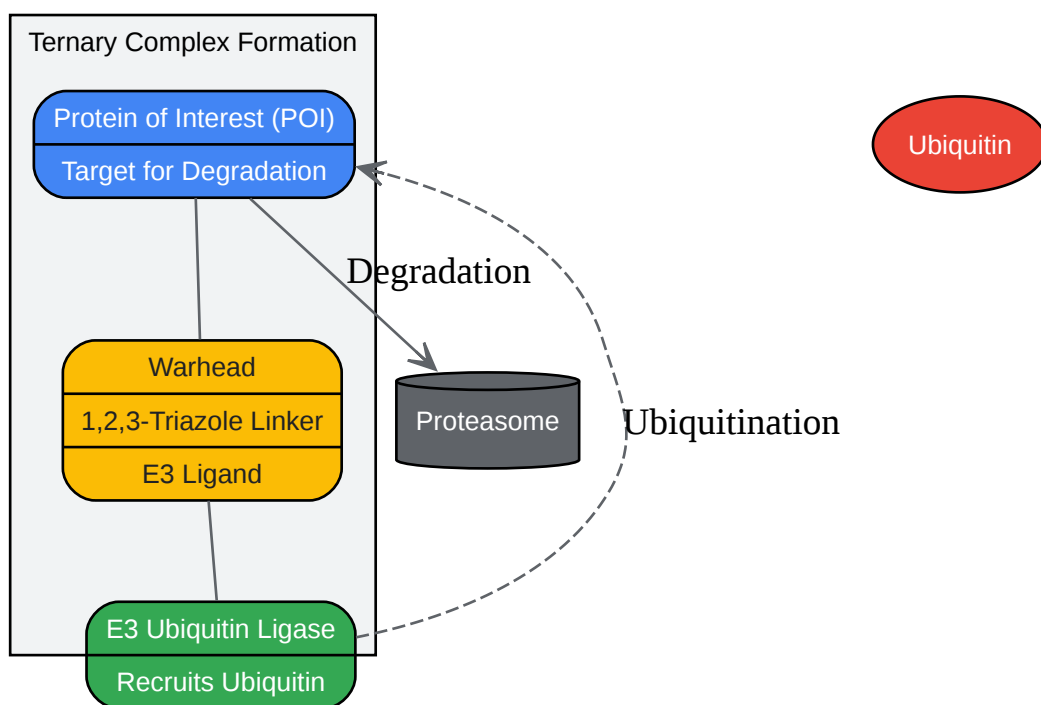 Ternary Complex Formation
Protein of Interest (POI)
Target for Degradation
Ubiquitin
Degradation
Warhead
1,2,3-Triazole Linker
E3 Ligand
Proteasome
Ubiquitination
E3 Ubiquitin Ligase
Recruits Ubiquitin